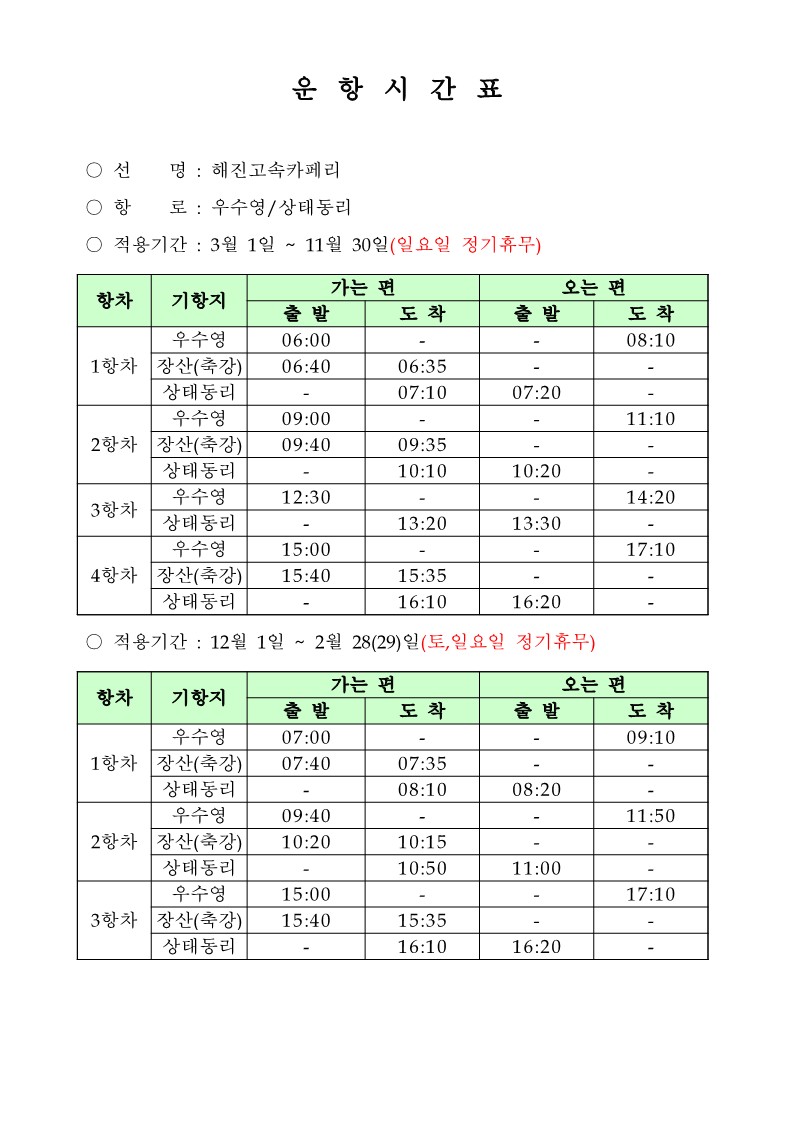 운 항 시 간 표
○ 선 명 : 해진고속카페리
○ 항 로 : 우수영/상태동리
○ 적용기간 : 3월 1일 ~ 11월 30일(일요일 정기휴무)
항차 기항지 가는 편 오는 편
출 발 도 착 출 발 도 착
1항차 우수영 06:00 - - 08:10
장산(축강) 06:40 06:35 - -
상태동리 - 07:10 07:20 -
2항차 우수영 09:00 - - 11:10
장산(축강) 09:40 09:35 - -
상태동리 - 10:10 10:20 -
3항차 우수영 12:30 - - 14:20
상태동리 - 13:20 13:30 -
4항차 우수영 15:00 - - 17:10
장산(축강) 15:40 15:35 - -
상태동리 - 16:10 16:20 -
○ 적용기간 : 12월 1일 ~ 2월 28(29)일(토,일요일 정기휴무)
항차 기항지 가는 편 오는 편
출 발 도 착 출 발 도 착
1항차 우수영 07:00 - - 09:10
장산(축강) 07:40 07:35 - -
상태동리 - 08:10 08:20 -
2항차 우수영 09:40 - - 11:50
장산(축강) 10:20 10:15 - -
상태동리 - 10:50 11:00 -
3항차 우수영 15:00 - - 17:10
장산(축강) 15:40 15:35 - -
상태동리 - 16:10 16:20 -